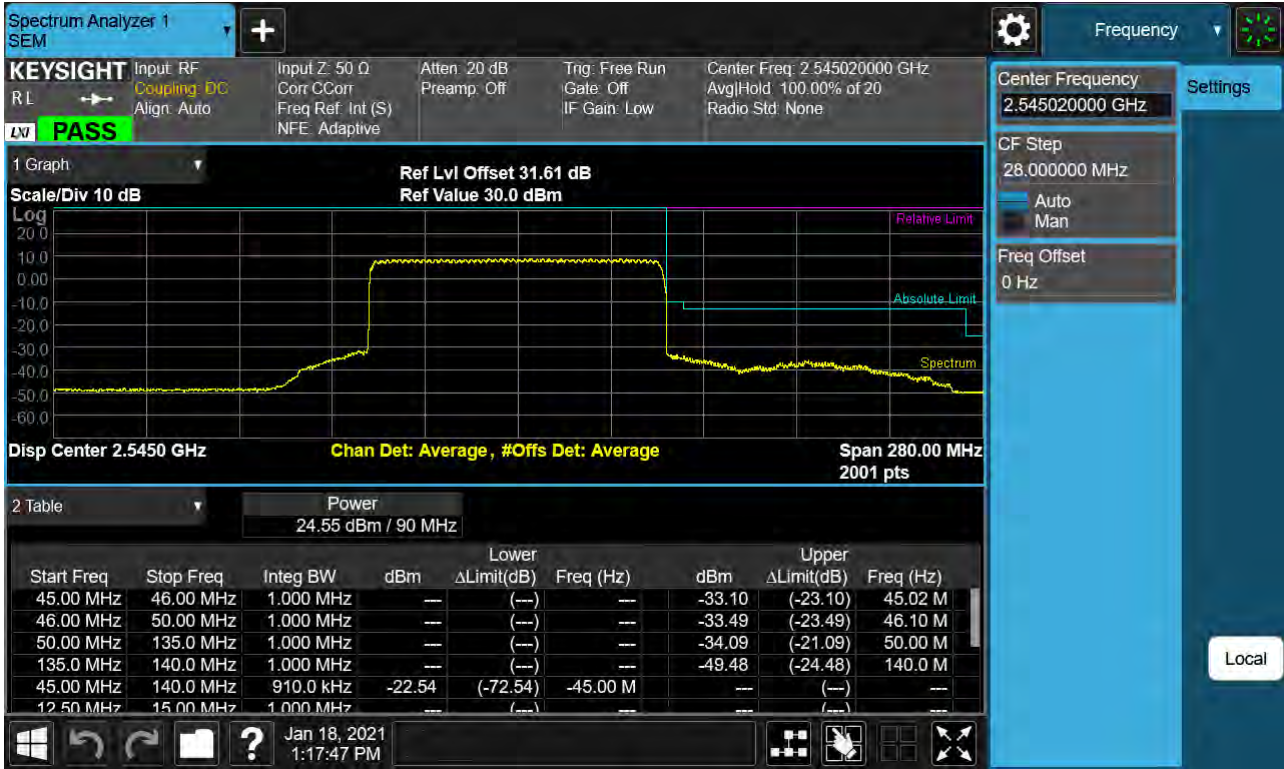 Spectrum Analyzer 1
SEM
Frequency
KEYSIGHT
R L
LXI
PASS
Input: RF
Coupling: DC
Align: Auto
Input Z: 50 Ω
Corr CCorr
Freq Ref: Int (S)
NFE: Adaptive
Atten: 20 dB
Preamp: Off
Trig: Free Run
Gate: Off
IF Gain: Low
Center Freq: 2.545020000 GHz
Avg|Hold: 100.00% of 20
Radio Std: None
Center Frequency
2.545020000 GHz
Settings
CF Step
28.000000 MHz
Auto
Man
Freq Offset
0 Hz
1 Graph
Scale/Div 10 dB
Ref Lvl Offset 31.61 dB
Ref Value 30.0 dBm
Log
20.0
10.0
0.00
-10.0
-20.0
-30.0
-40.0
-50.0
-60.0
Relative Limit
Absolute Limit
Spectrum
Disp Center 2.5450 GHz
Chan Det: Average, #Offs Det: Average
Span 280.00 MHz
2001 pts
2 Table
Power
24.55 dBm / 90 MHz
Lower Upper
Start Freq Stop Freq Integ BW dBm ΔLimit(dB) Freq (Hz) dBm ΔLimit(dB) Freq (Hz)
45.00 MHz 46.00 MHz 1.000 MHz --- (---) --- -33.10 (-23.10) 45.02 M
46.00 MHz 50.00 MHz 1.000 MHz --- (---) --- -33.49 (-23.49) 46.10 M
50.00 MHz 135.0 MHz 1.000 MHz --- (---) --- -34.09 (-21.09) 50.00 M
135.0 MHz 140.0 MHz 1.000 MHz --- (---) --- -49.48 (-24.48) 140.0 M
45.00 MHz 140.0 MHz 910.0 kHz -22.54 (-72.54) -45.00 M --- (---) ---
12.50 MHz 15.00 MHz 1.000 MHz --- (---) --- --- (---) ---
Local
?
Jan 18, 2021
1:17:47 PM